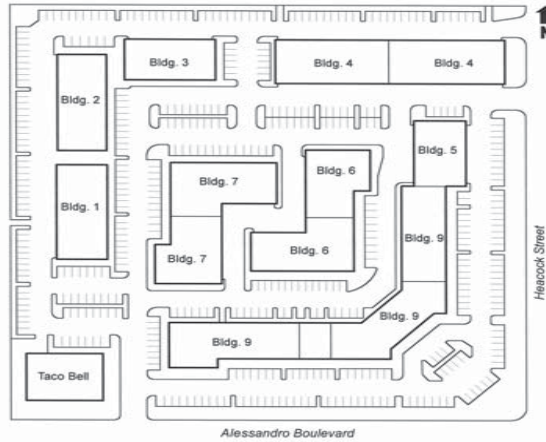 N
Bldg. 3
Bldg. 4
Bldg. 4
Bldg. 2
Bldg. 5
Bldg. 6
Bldg. 7
Bldg. 1
Bldg. 9
Bldg. 6
Bldg. 7
Heacock Street
Bldg. 9
Bldg. 9
Taco Bell
Alessandro Boulevard